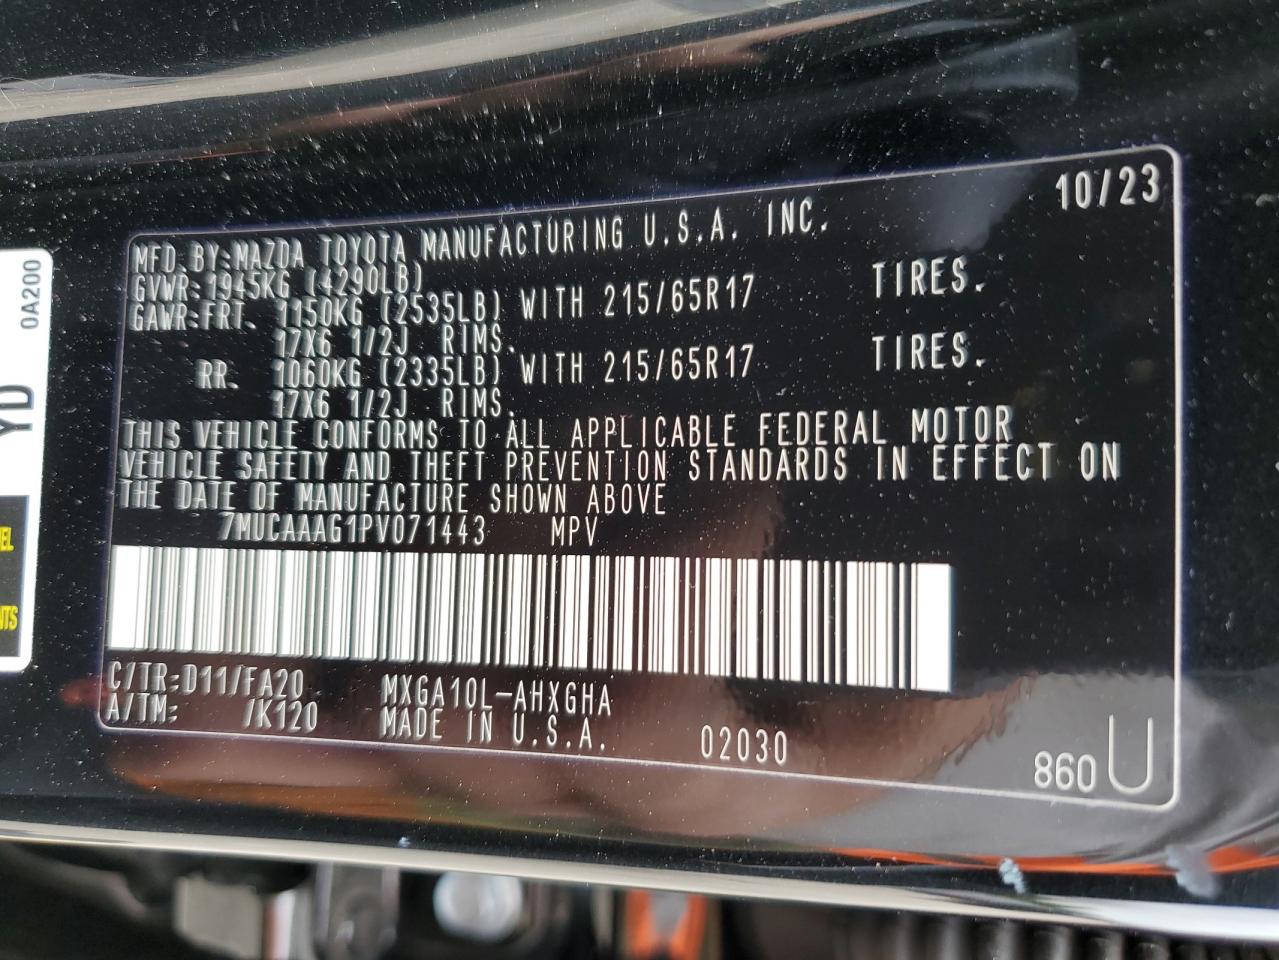 10/23
MFD.BY:MAZDA TOYOTA MANUFACTURING U.S.A. INC.
GVWR:1945KG (4290LB)
GAWR:FRT. 1150KG (2535LB) WITH 215/65R17 TIRES.
17X6 1/2J RIMS.
RR. 1060KG (2335LB) WITH 215/65R17 TIRES.
17X6 1/2J RIMS.
THIS VEHICLE CONFORMS TO ALL APPLICABLE FEDERAL MOTOR
VEHICLE SAFETY AND THEFT PREVENTION STANDARDS IN EFFECT ON
THE DATE OF MANUFACTURE SHOWN ABOVE
7MUCAAAG1PV071443 MPV
C/TR:D11/FA20 MXGA10L-AHXGHA
A/TM: /K120 MADE IN U.S.A. 02030
860 U
0A200
YD